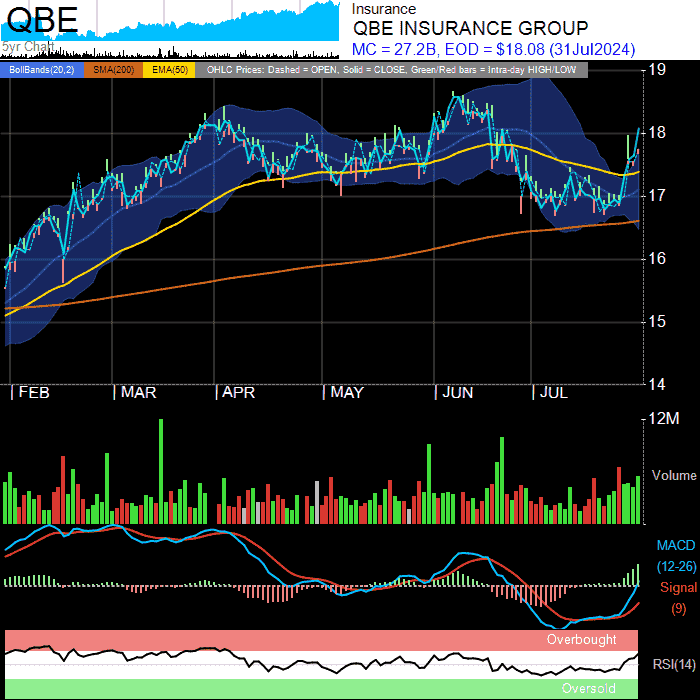 QBE
5yr Chart
Insurance
QBE INSURANCE GROUP
MC = 27.2B, EOD = $18.08 (31Jul2024)
BollBands(20,2) SMA(200) EMA(50) OHLC Prices: Dashed = OPEN, Solid = CLOSE, Green/Red bars = Intra-day HIGH/LOW
19
18
17
16
15
14
FEB MAR APR MAY JUN JUL
12M
Volume
MACD
(12-26)
Signal
(9)
Overbought
RSI(14)
Oversold